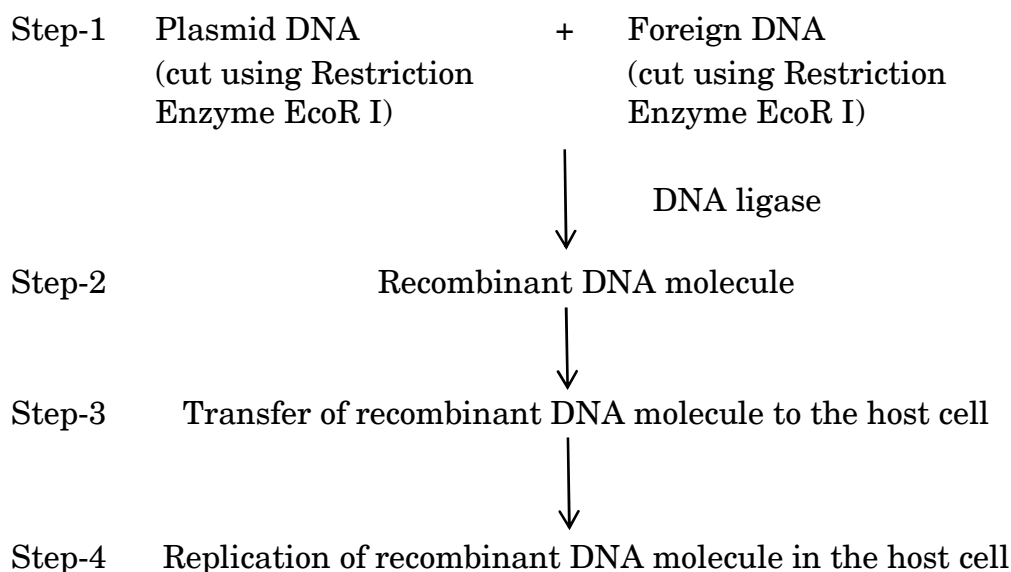 Step-1 Plasmid DNA + Foreign DNA
(cut using Restriction (cut using Restriction
Enzyme EcoR I) Enzyme EcoR I)
DNA ligase
Step-2 Recombinant DNA molecule
Step-3 Transfer of recombinant DNA molecule to the host cell
Step-4 Replication of recombinant DNA molecule in the host cell